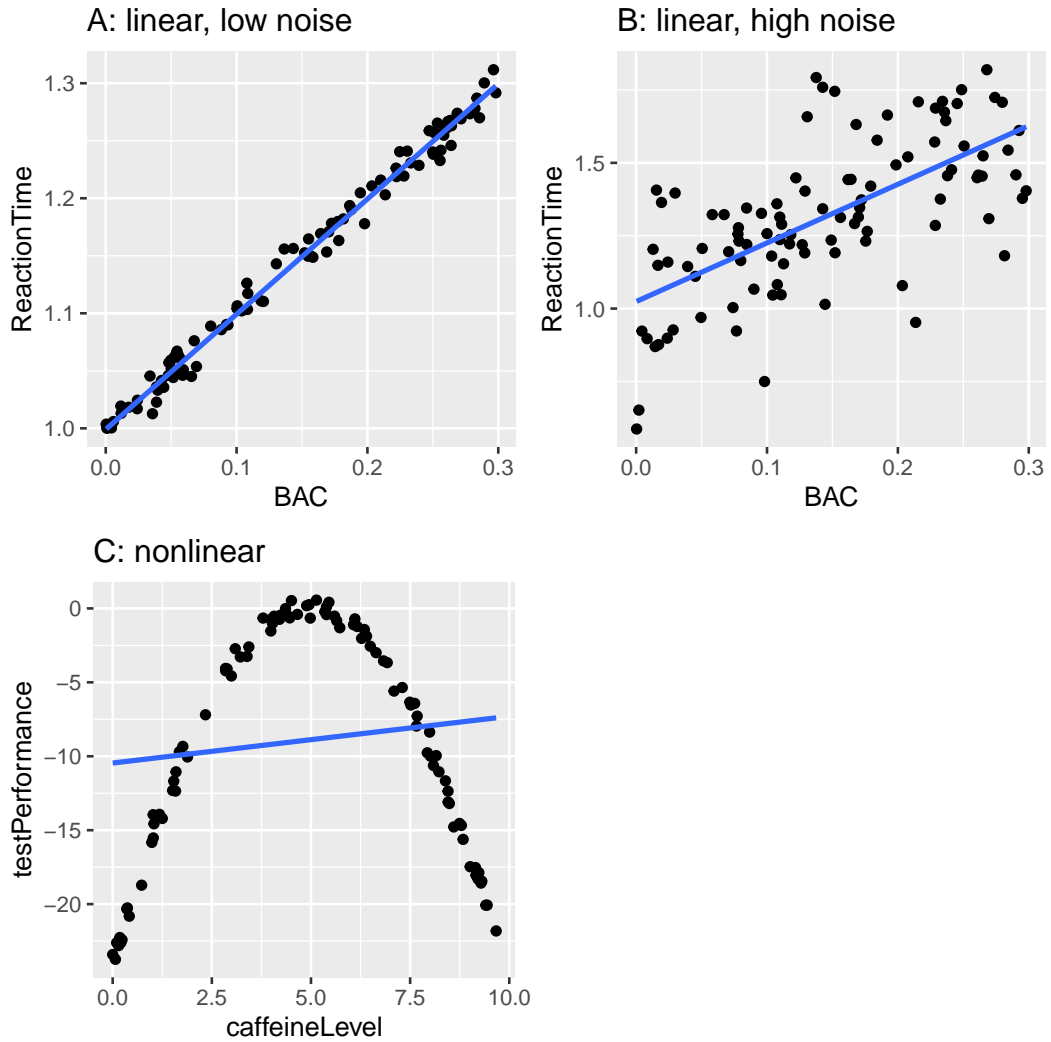 A: linear, low noise
ReactionTime
1.3
1.2
1.1
1.0
0.0 0.1 0.2 0.3
BAC
B: linear, high noise
ReactionTime
1.5
1.0
0.0 0.1 0.2 0.3
BAC
C: nonlinear
testPerformance
0
−5
−10
−15
−20
0.0 2.5 5.0 7.5 10.0
caffeineLevel